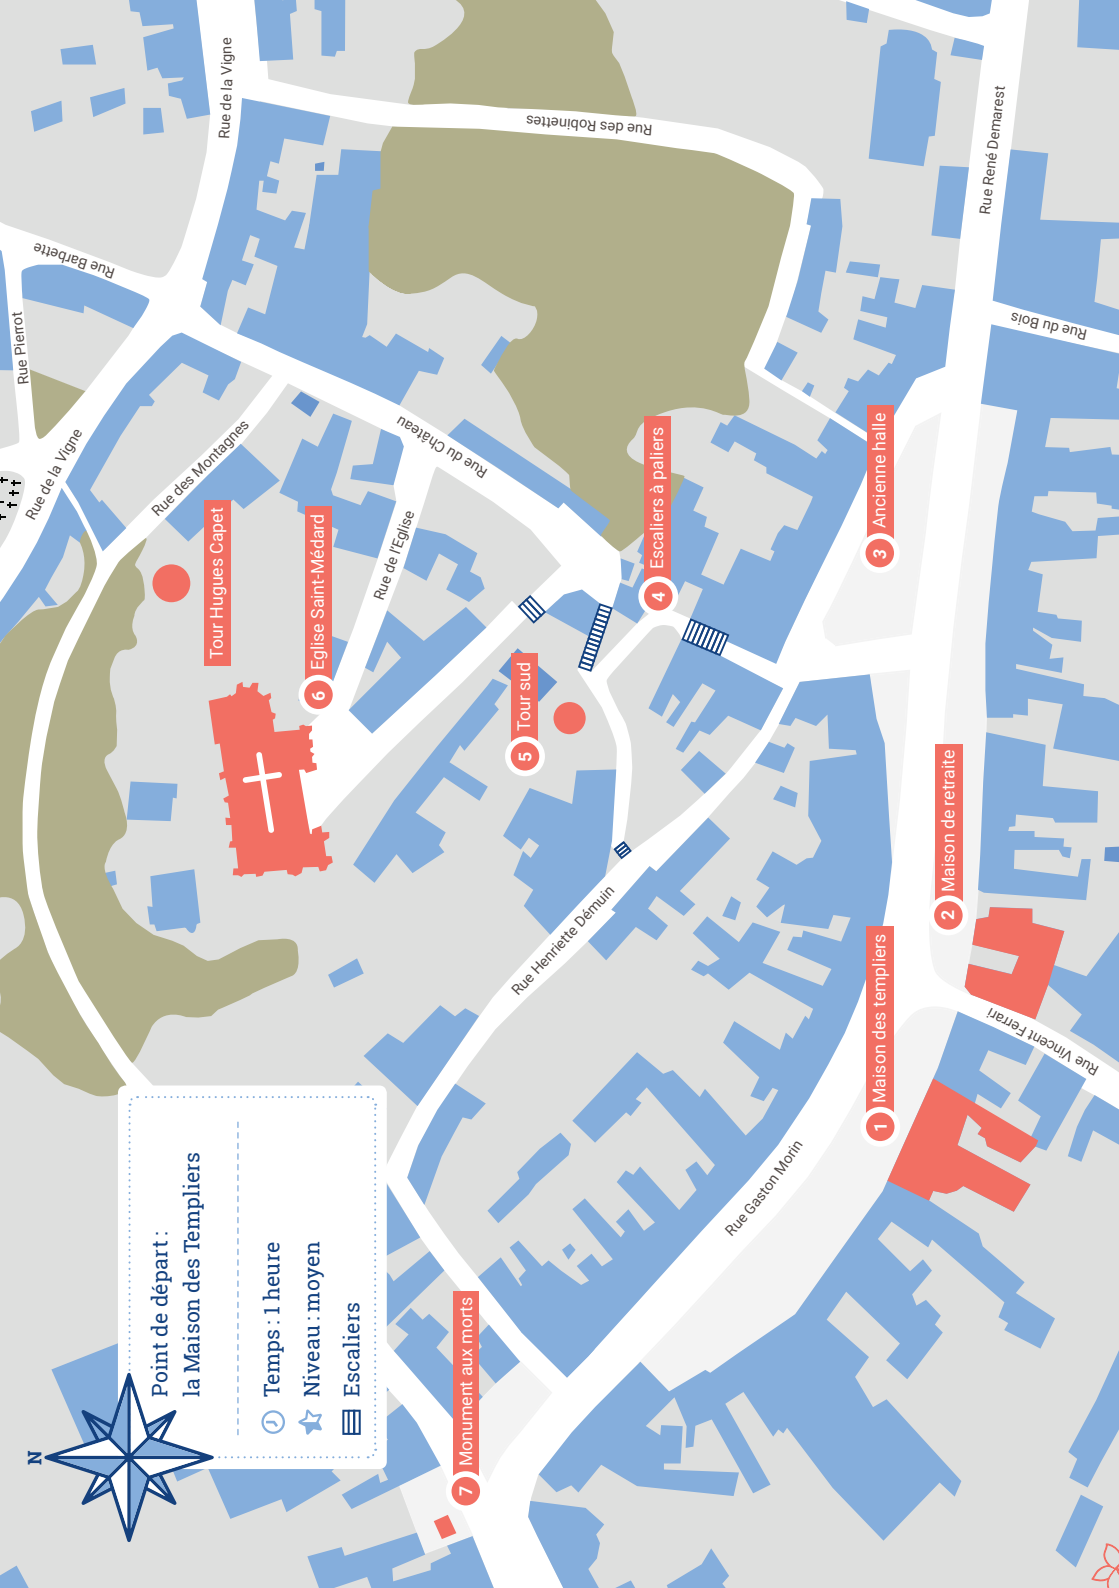 Point de départ :
la Maison des Templiers
Temps : 1 heure
Niveau : moyen
Escaliers
N
1 Maison des templiers
2 Maison de retraite
3 Ancienne halle
4 Escaliers à paliers
5 Tour sud
6 Eglise Saint-Médard
7 Monument aux morts
Tour Hugues Capet
Rue de la Vigne
Rue des Robinettes
Rue René Demarest
Rue Barbette
Rue Pierrot
Rue du Bois
Rue de la Vigne
Rue des Montagnes
Rue du Château
Rue de l'Eglise
Rue Henriette Démuin
Rue Vincent Ferrari
Rue Gaston Morin